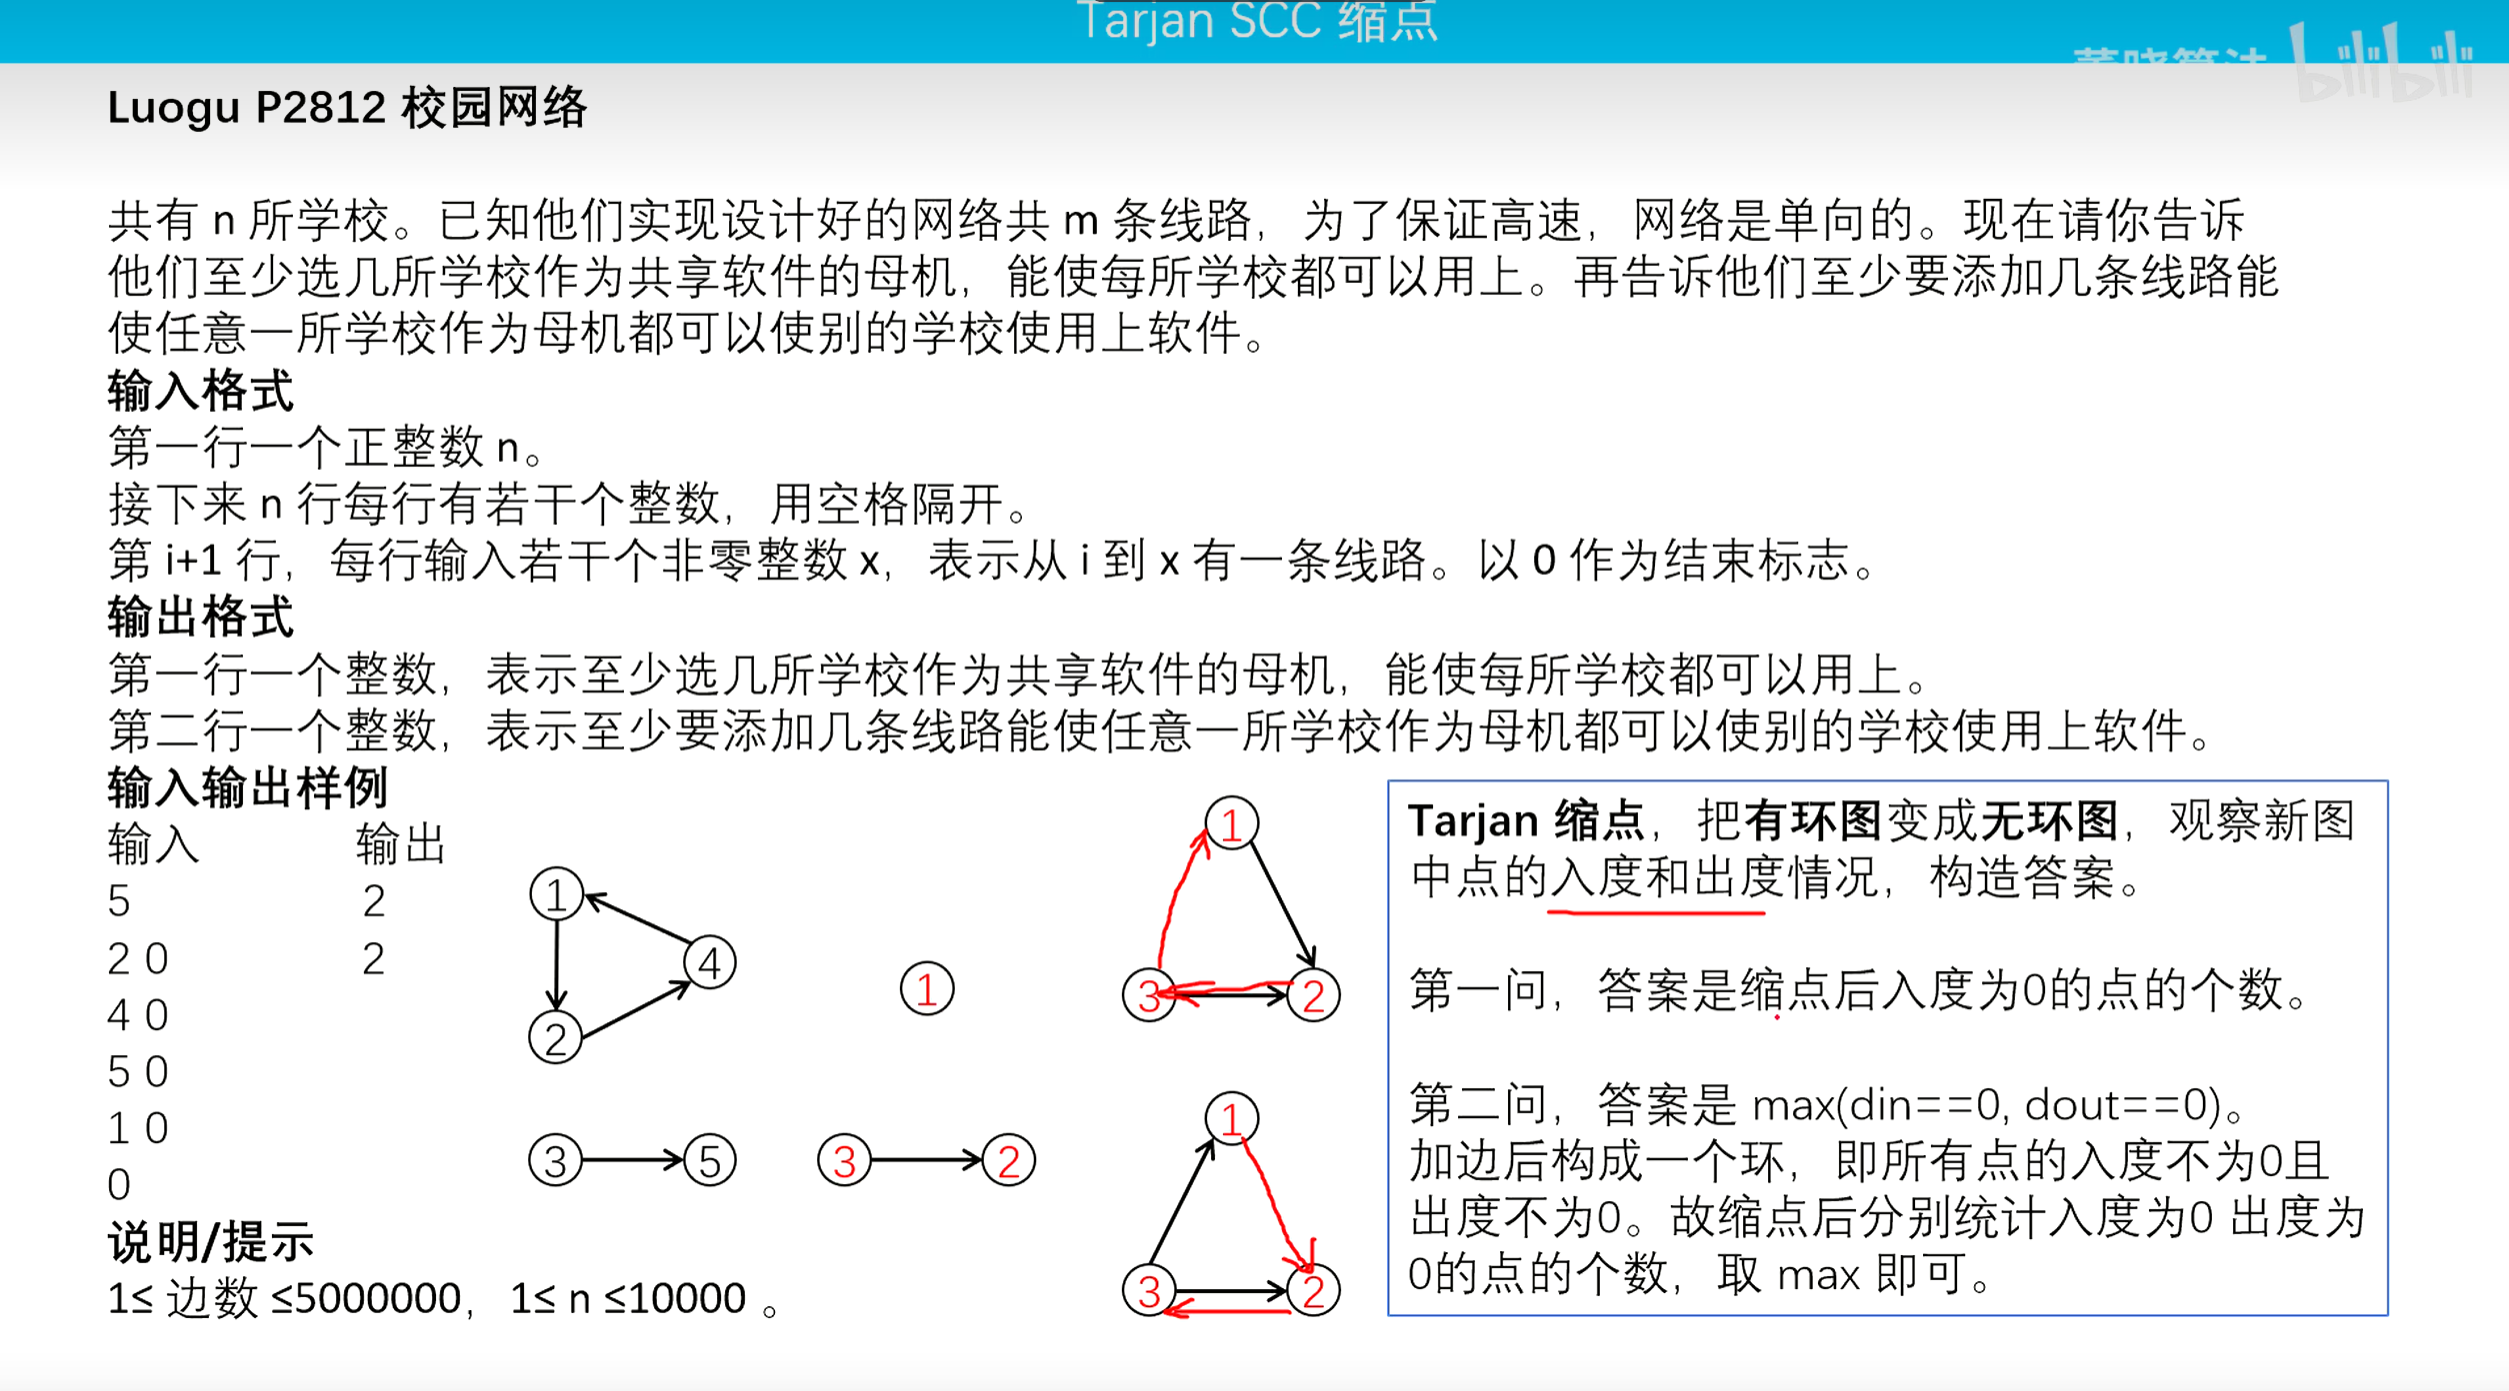 Tarjan SCC 缩点
bilibili
Luogu P2812 校园网络
共有 n 所学校。已知他们实现设计好的网络共 m 条线路，为了保证高速，网络是单向的。现在请你告诉
他们至少选几所学校作为共享软件的母机，能使每所学校都可以用上。再告诉他们至少要添加几条线路能
使任意一所学校作为母机都可以使别的学校使用上软件。
输入格式
第一行一个正整数 n。
接下来 n 行每行有若干个整数，用空格隔开。
第 i+1 行，每行输入若干个非零整数 x，表示从 i 到 x 有一条线路。以 0 作为结束标志。
输出格式
第一行一个整数，表示至少选几所学校作为共享软件的母机，能使每所学校都可以用上。
第二行一个整数，表示至少要添加几条线路能使任意一所学校作为母机都可以使别的学校使用上软件。
输入输出样例
输入 输出
5 2
2 0 2
4 0
5 0
1 0
0
说明/提示
1≤ 边数 ≤5000000， 1≤ n ≤10000 。
1
4
2
3
5
1
3
2
1
3
2
1
3
2
Tarjan 缩点，把有环图变成无环图，观察新图
中点的入度和出度情况，构造答案。
第一问，答案是缩点后入度为0的点的个数。
第二问，答案是 max(din==0, dout==0)。
加边后构成一个环，即所有点的入度不为0且
出度不为0。故缩点后分别统计入度为0 出度为
0的点的个数，取 max 即可。